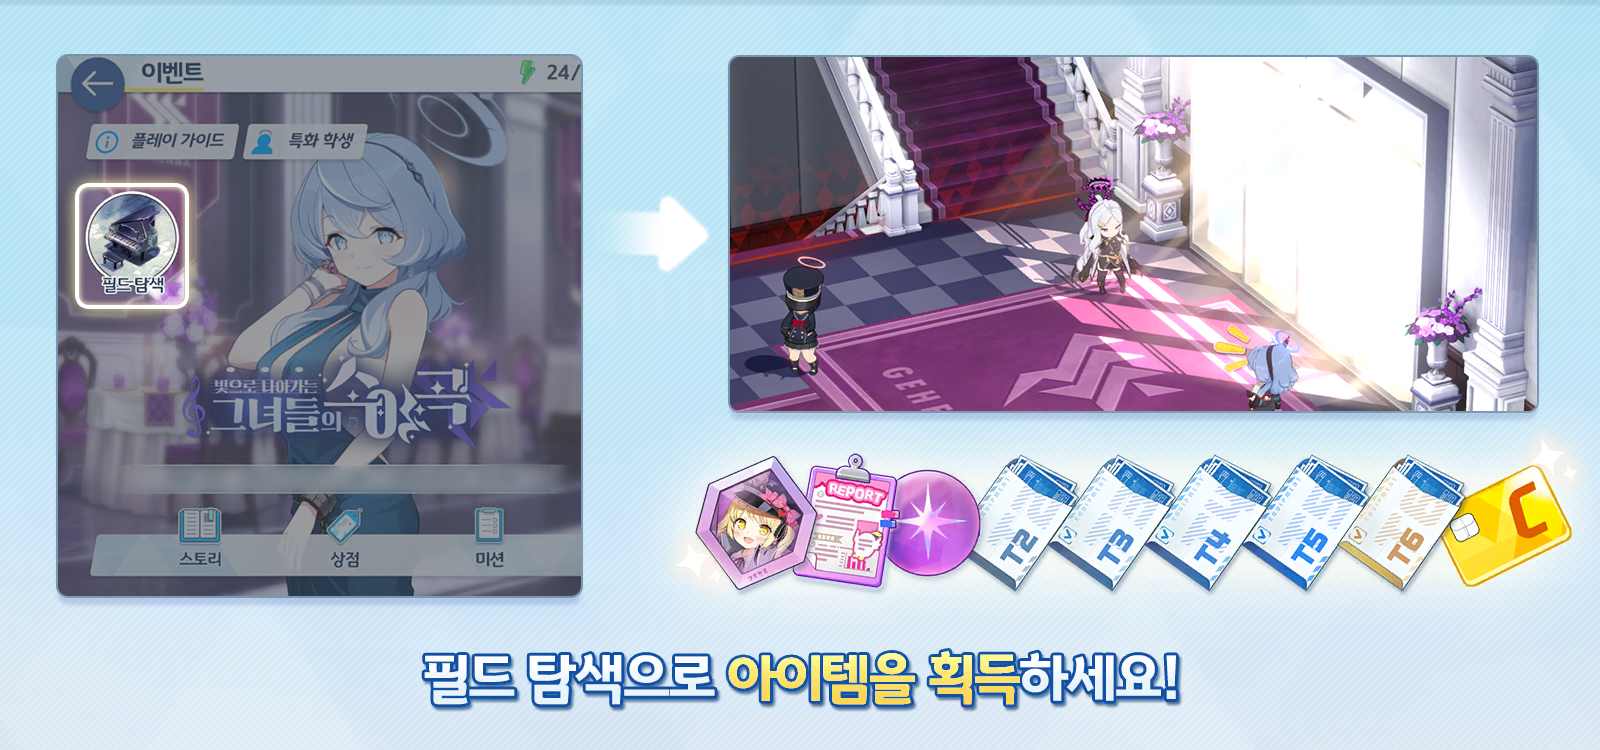 이벤트
24/
플레이 가이드
특화 학생
필드 탐색
빛으로 나아가는
그녀들의 수난곡
스토리
상점
미션
GEHE
REPORT
T2
T3
T4
T5
T6
C
필드 탐색으로 아이템을 획득하세요!